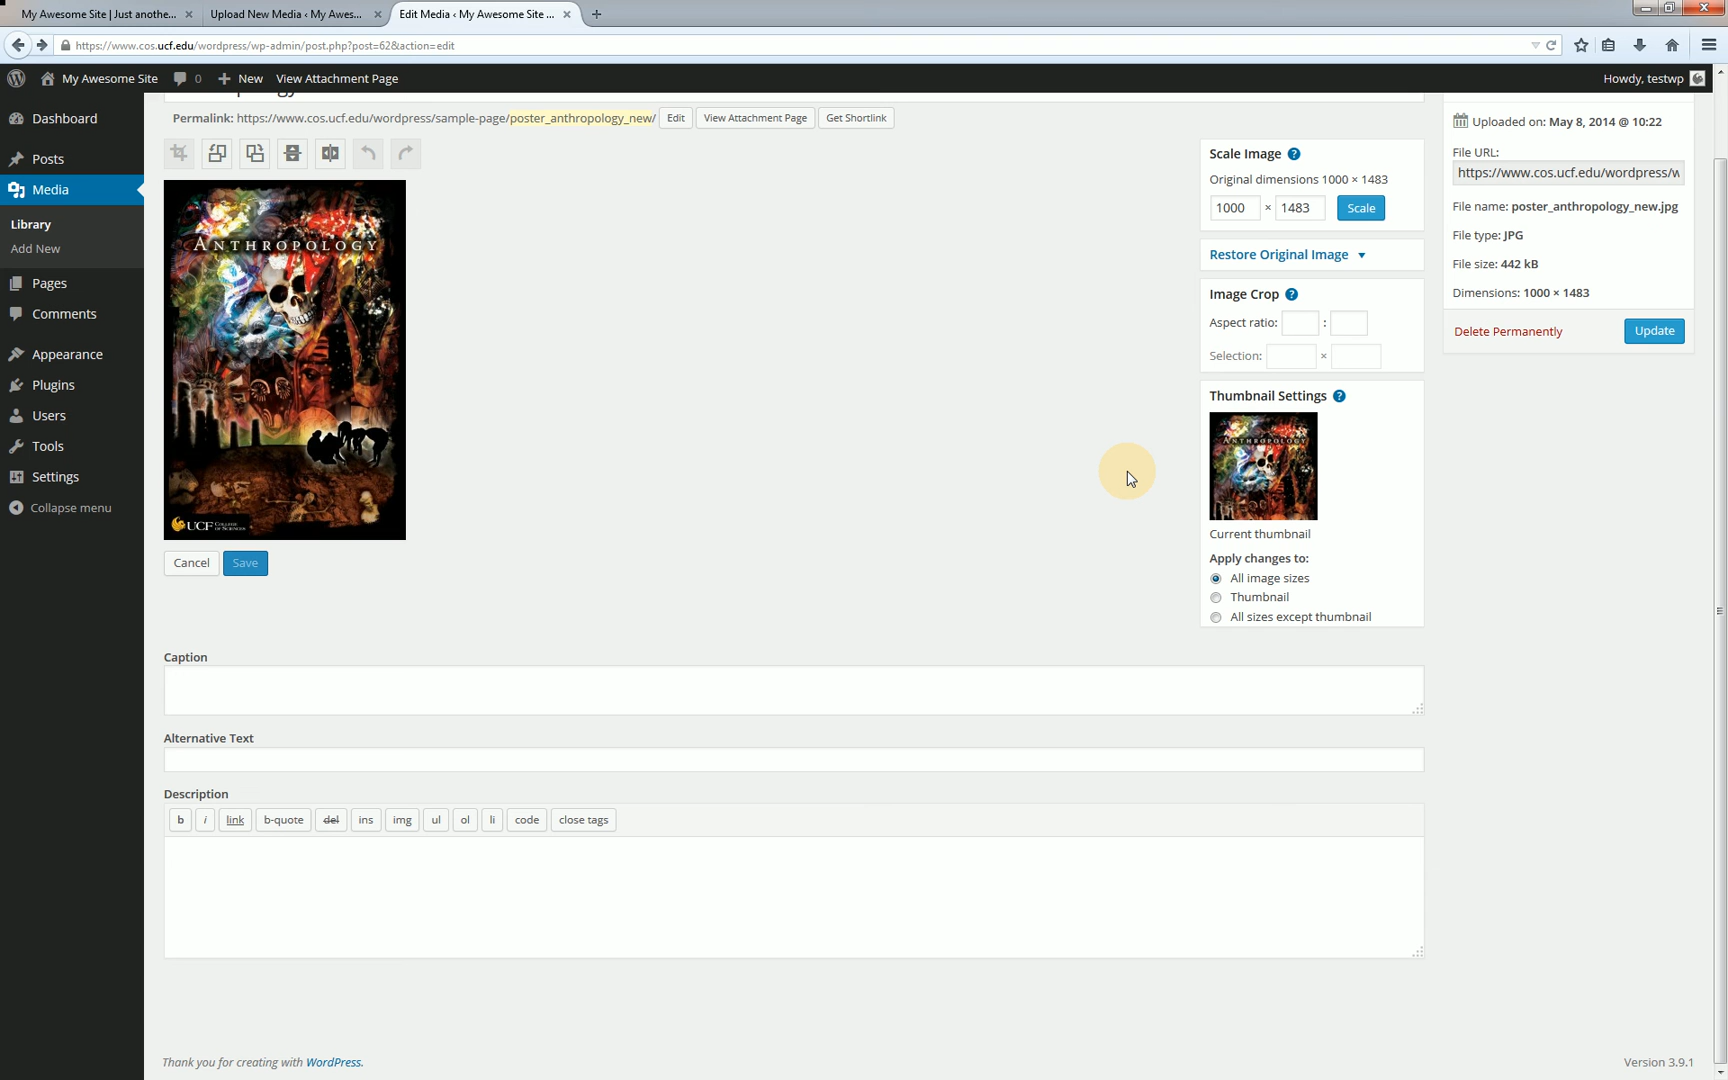 My Awesome Site | Just anothe...
Upload New Media ‹ My Awes...
Edit Media ‹ My Awesome Site ...
https://www.cos.ucf.edu/wordpress/wp-admin/post.php?post=62&action=edit
My Awesome Site
0
New
View Attachment Page
Howdy, testwp
Dashboard
Posts
Media
Library
Add New
Pages
Comments
Appearance
Plugins
Users
Tools
Settings
Collapse menu
Permalink: https://www.cos.ucf.edu/wordpress/sample-page/poster_anthropology_new/ Edit View Attachment Page Get Shortlink
ANTHROPOLOGY
UCF COLLEGE OF SCIENCES
Cancel Save
Scale Image ?
Original dimensions 1000 × 1483
1000 × 1483 Scale
Restore Original Image
Image Crop ?
Aspect ratio: :
Selection: ×
Thumbnail Settings ?
ANTHROPOLOGY
Current thumbnail
Apply changes to:
All image sizes
Thumbnail
All sizes except thumbnail
Uploaded on: May 8, 2014 @ 10:22
File URL:
https://www.cos.ucf.edu/wordpress/w
File name: poster_anthropology_new.jpg
File type: JPG
File size: 442 kB
Dimensions: 1000 × 1483
Delete Permanently Update
Caption
Alternative Text
Description
b i link b-quote del ins img ul ol li code close tags
Thank you for creating with WordPress.
Version 3.9.1